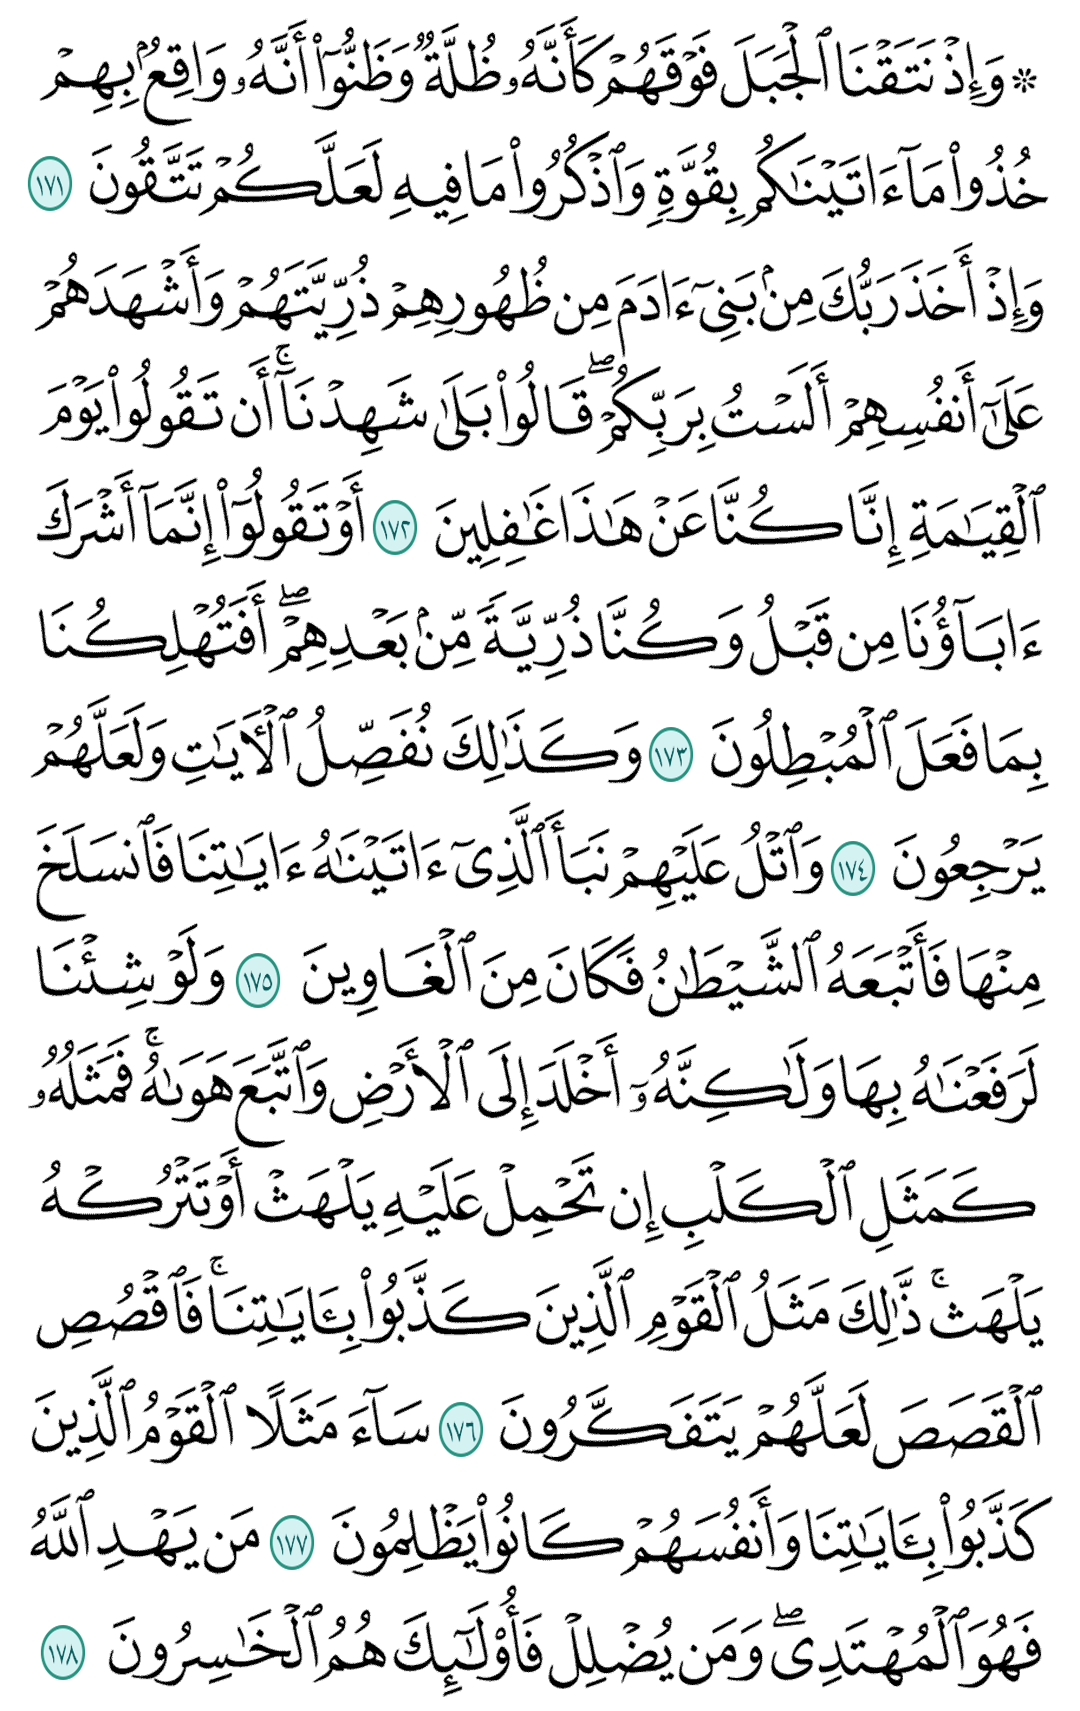 ۞ وَإِذۡ نَتَقۡنَا ٱلۡجَبَلَ فَوۡقَهُمۡ كَأَنَّهُۥ ظُلَّةٞ وَظَنُّوٓاْ أَنَّهُۥ وَاقِعُۢ بِهِمۡ
خُذُواْ مَآ ءَاتَيۡنَٰكُم بِقُوَّةٖ وَٱذۡكُرُواْ مَا فِيهِ لَعَلَّكُمۡ تَتَّقُونَ ١٧١
وَإِذۡ أَخَذَ رَبُّكَ مِنۢ بَنِيٓ ءَادَمَ مِن ظُهُورِهِمۡ ذُرِّيَّتَهُمۡ وَأَشۡهَدَهُمۡ
عَلَىٰٓ أَنفُسِهِمۡ أَلَسۡتُ بِرَبِّكُمۡۖ قَالُواْ بَلَىٰ شَهِدۡنَآۚ أَن تَقُولُواْ يَوۡمَ
ٱلۡقِيَٰمَةِ إِنَّا كُنَّا عَنۡ هَٰذَا غَٰفِلِينَ ١٧٢ أَوۡ تَقُولُوٓاْ إِنَّمَآ أَشۡرَكَ
ءَابَآؤُنَا مِن قَبۡلُ وَكُنَّا ذُرِّيَّةٗ مِّنۢ بَعۡدِهِمۡۖ أَفَتُهۡلِكُنَا
بِمَا فَعَلَ ٱلۡمُبۡطِلُونَ ١٧٣ وَكَذَٰلِكَ نُفَصِّلُ ٱلۡأٓيَٰتِ وَلَعَلَّهُمۡ
يَرۡجِعُونَ ١٧٤ وَٱتۡلُ عَلَيۡهِمۡ نَبَأَ ٱلَّذِيٓ ءَاتَيۡنَٰهُ ءَايَٰتِنَا فَٱنسَلَخَ
مِنۡهَا فَأَتۡبَعَهُ ٱلشَّيۡطَٰنُ فَكَانَ مِنَ ٱلۡغَاوِينَ ١٧٥ وَلَوۡ شِئۡنَا
لَرَفَعۡنَٰهُ بِهَا وَلَٰكِنَّهُۥٓ أَخۡلَدَ إِلَى ٱلۡأَرۡضِ وَٱتَّبَعَ هَوَىٰهُۚ فَمَثَلُهُۥ
كَمَثَلِ ٱلۡكَلۡبِ إِن تَحۡمِلۡ عَلَيۡهِ يَلۡهَثۡ أَوۡ تَتۡرُكۡهُ
يَلۡهَثۚ ذَّٰلِكَ مَثَلُ ٱلۡقَوۡمِ ٱلَّذِينَ كَذَّبُواْ بِـَٔايَٰتِنَاۚ فَٱقۡصُصِ
ٱلۡقَصَصَ لَعَلَّهُمۡ يَتَفَكَّرُونَ ١٧٦ سَآءَ مَثَلًا ٱلۡقَوۡمُ ٱلَّذِينَ
كَذَّبُواْ بِـَٔايَٰتِنَا وَأَنفُسَهُمۡ كَانُواْ يَظۡلِمُونَ ١٧٧ مَن يَهۡدِ ٱللَّهُ
فَهُوَ ٱلۡمُهۡتَدِيۖ وَمَن يُضۡلِلۡ فَأُوْلَٰٓئِكَ هُمُ ٱلۡخَٰسِرُونَ ١٧٨